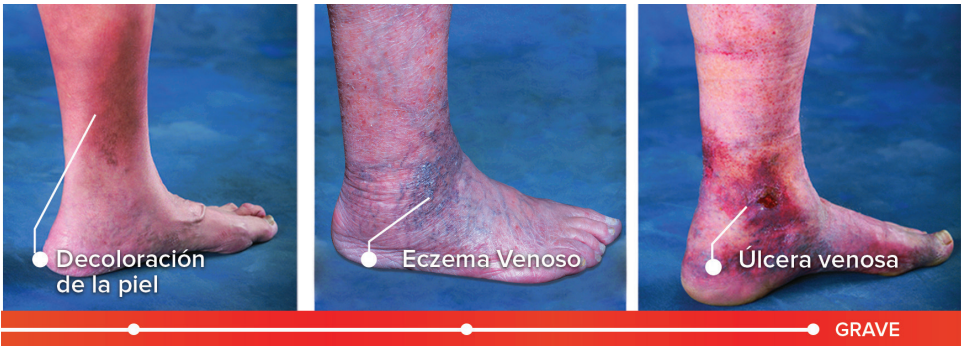 Decoloración
de la piel
Eczema Venoso
Úlcera venosa
GRAVE